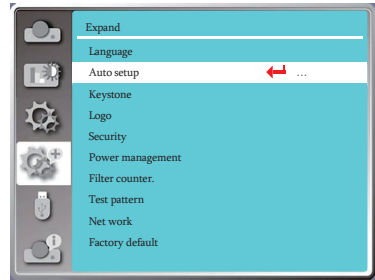 Expand
Language
Auto setup ...
Keystone
Logo
Security
Power management
Filter counter.
Test pattern
Net work
Factory default